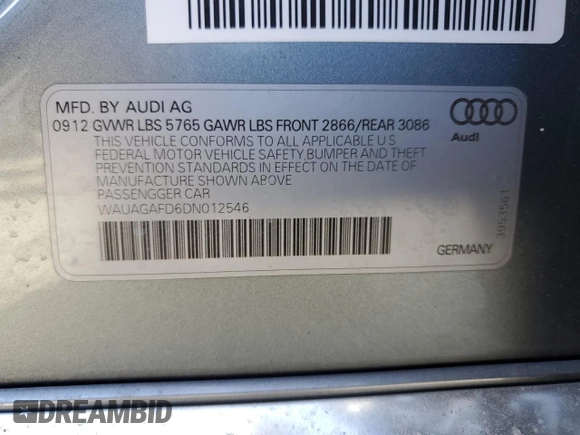 MFD. BY AUDI AG
0912 GVWR LBS 5765 GAWR LBS FRONT 2866/REAR 3086
THIS VEHICLE CONFORMS TO ALL APPLICABLE U S
FEDERAL MOTOR VEHICLE SAFETY,BUMPER AND THEFT
PREVENTION STANDARDS IN EFFECT ON THE DATE OF
MANUFACTURE SHOWN ABOVE
PASSENGGER CAR
WAUAGAFD6DN012546
Audi
3953561
GERMANY
DREAMBID